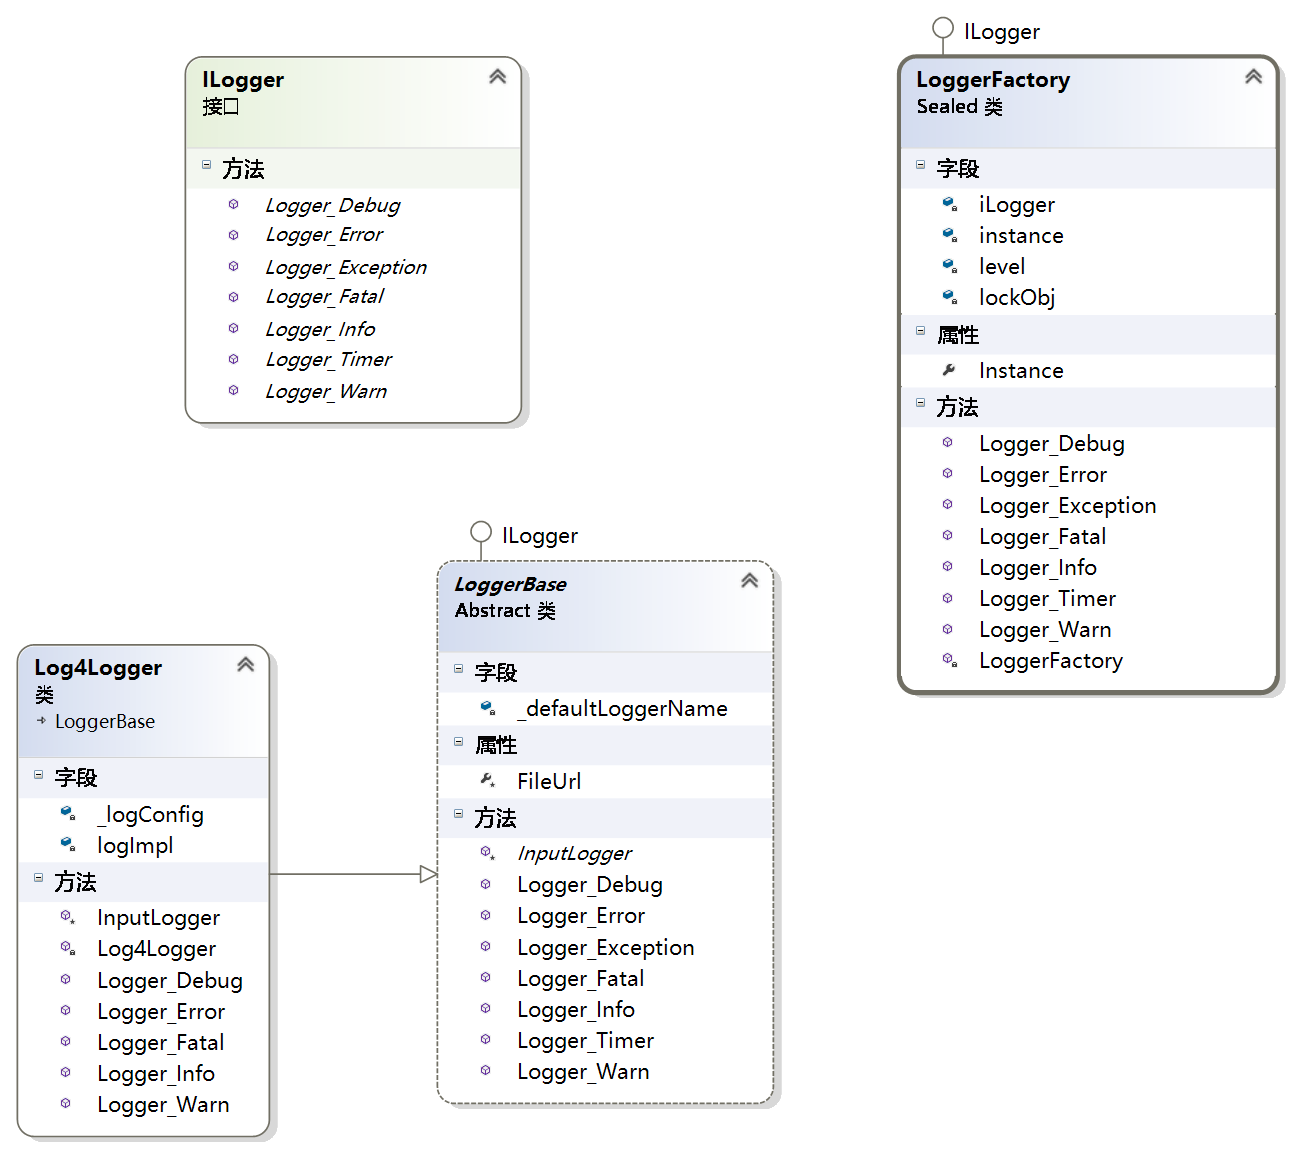 ILogger
接口
方法
Logger_Debug
Logger_Error
Logger_Exception
Logger_Fatal
Logger_Info
Logger_Timer
Logger_Warn
ILogger
LoggerFactory
Sealed 类
字段
iLogger
instance
level
lockObj
属性
Instance
方法
Logger_Debug
Logger_Error
Logger_Exception
Logger_Fatal
Logger_Info
Logger_Timer
Logger_Warn
LoggerFactory
ILogger
LoggerBase
Abstract 类
字段
_defaultLoggerName
属性
FileUrl
方法
InputLogger
Logger_Debug
Logger_Error
Logger_Exception
Logger_Fatal
Logger_Info
Logger_Timer
Logger_Warn
Log4Logger
类
LoggerBase
字段
_logConfig
logImpl
方法
InputLogger
Log4Logger
Logger_Debug
Logger_Error
Logger_Fatal
Logger_Info
Logger_Warn